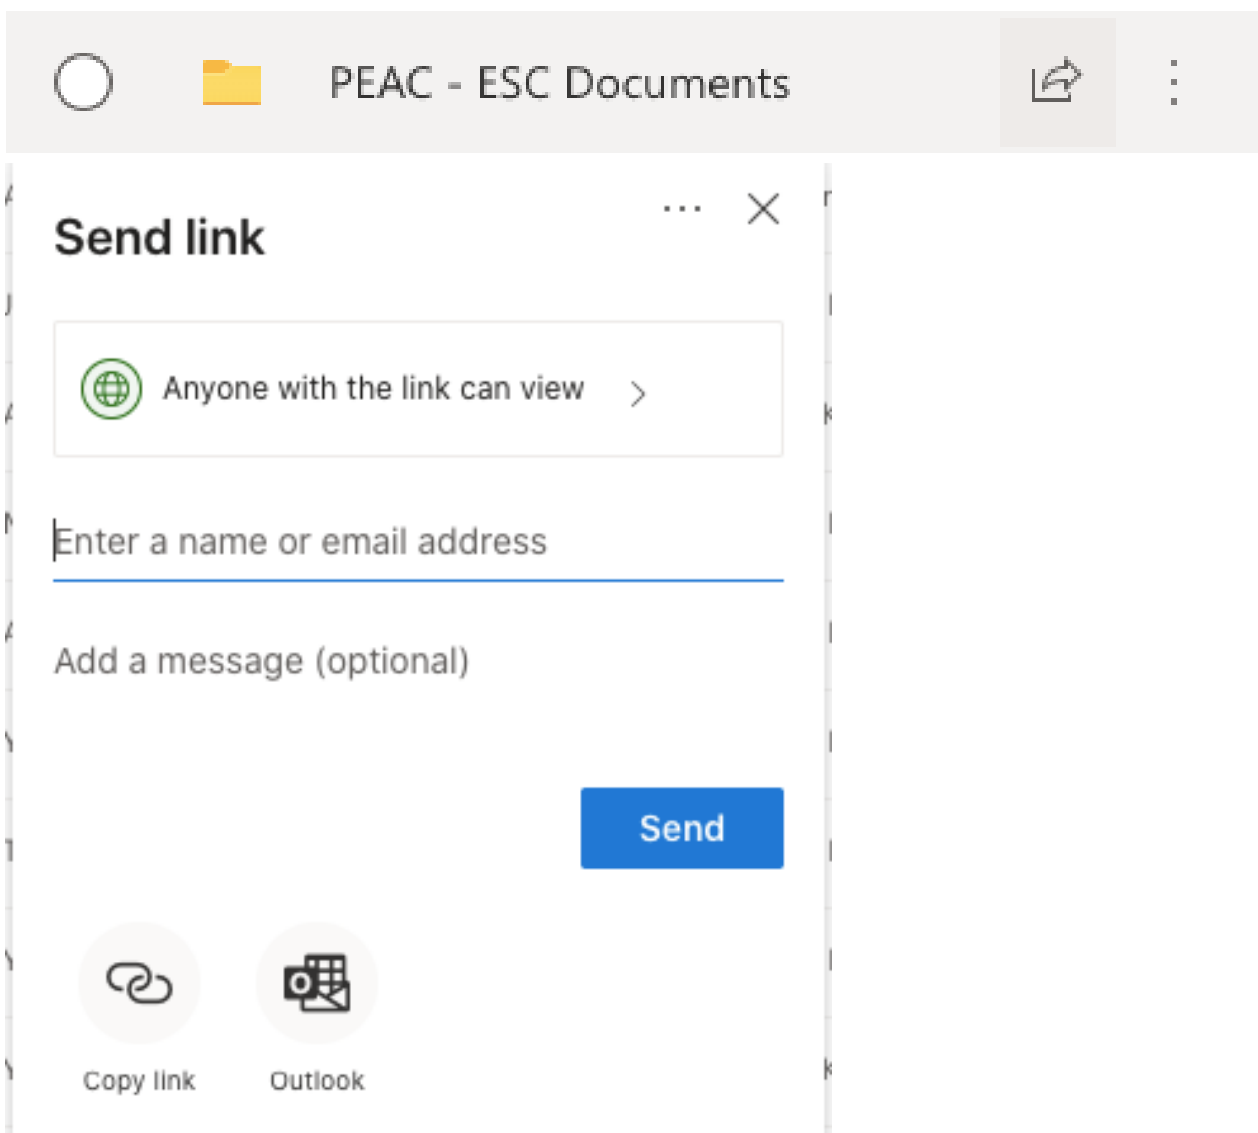 PEAC - ESC Documents
Send link
Anyone with the link can view
Enter a name or email address
Add a message (optional)
Send
Copy link Outlook